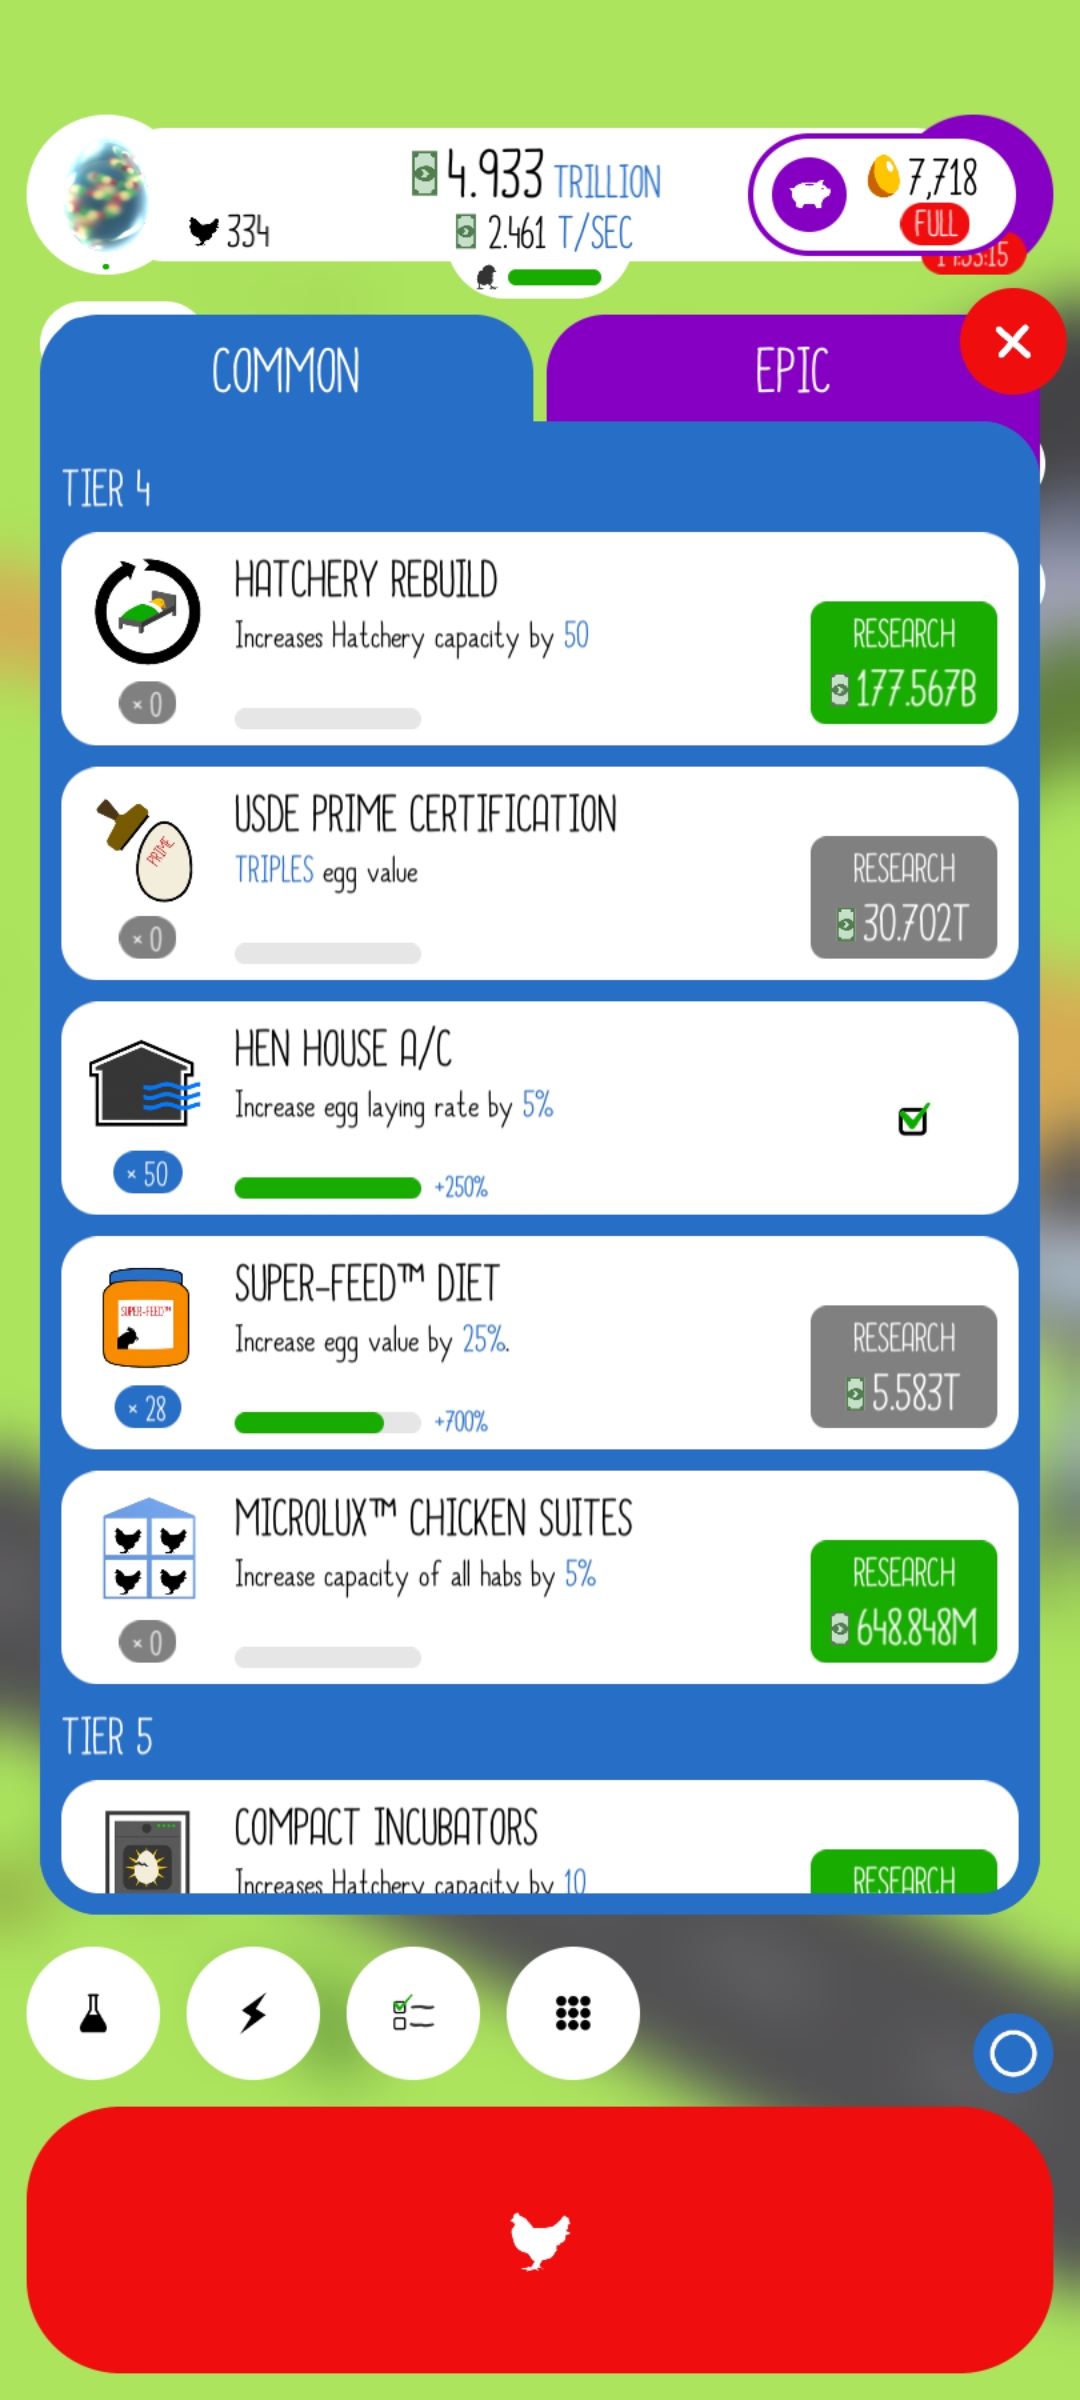 4.933 TRILLION
334
2.461 T/SEC
7,718
FULL
COMMON
EPIC
TIER 4
HATCHERY REBUILD
Increases Hatchery capacity by 50
× 0
RESEARCH
177.567B
USDE PRIME CERTIFICATION
TRIPLES egg value
PRIME
× 0
RESEARCH
30.702T
HEN HOUSE A/C
Increase egg laying rate by 5%
× 50
+250%
SUPER-FEED™ DIET
Increase egg value by 25%.
SUPER-FEED™
× 28
+700%
RESEARCH
5.583T
MICROLUX™ CHICKEN SUITES
Increase capacity of all habs by 5%
× 0
RESEARCH
648.848M
TIER 5
COMPACT INCUBATORS
Increases Hatchery capacity by 10
RESEARCH